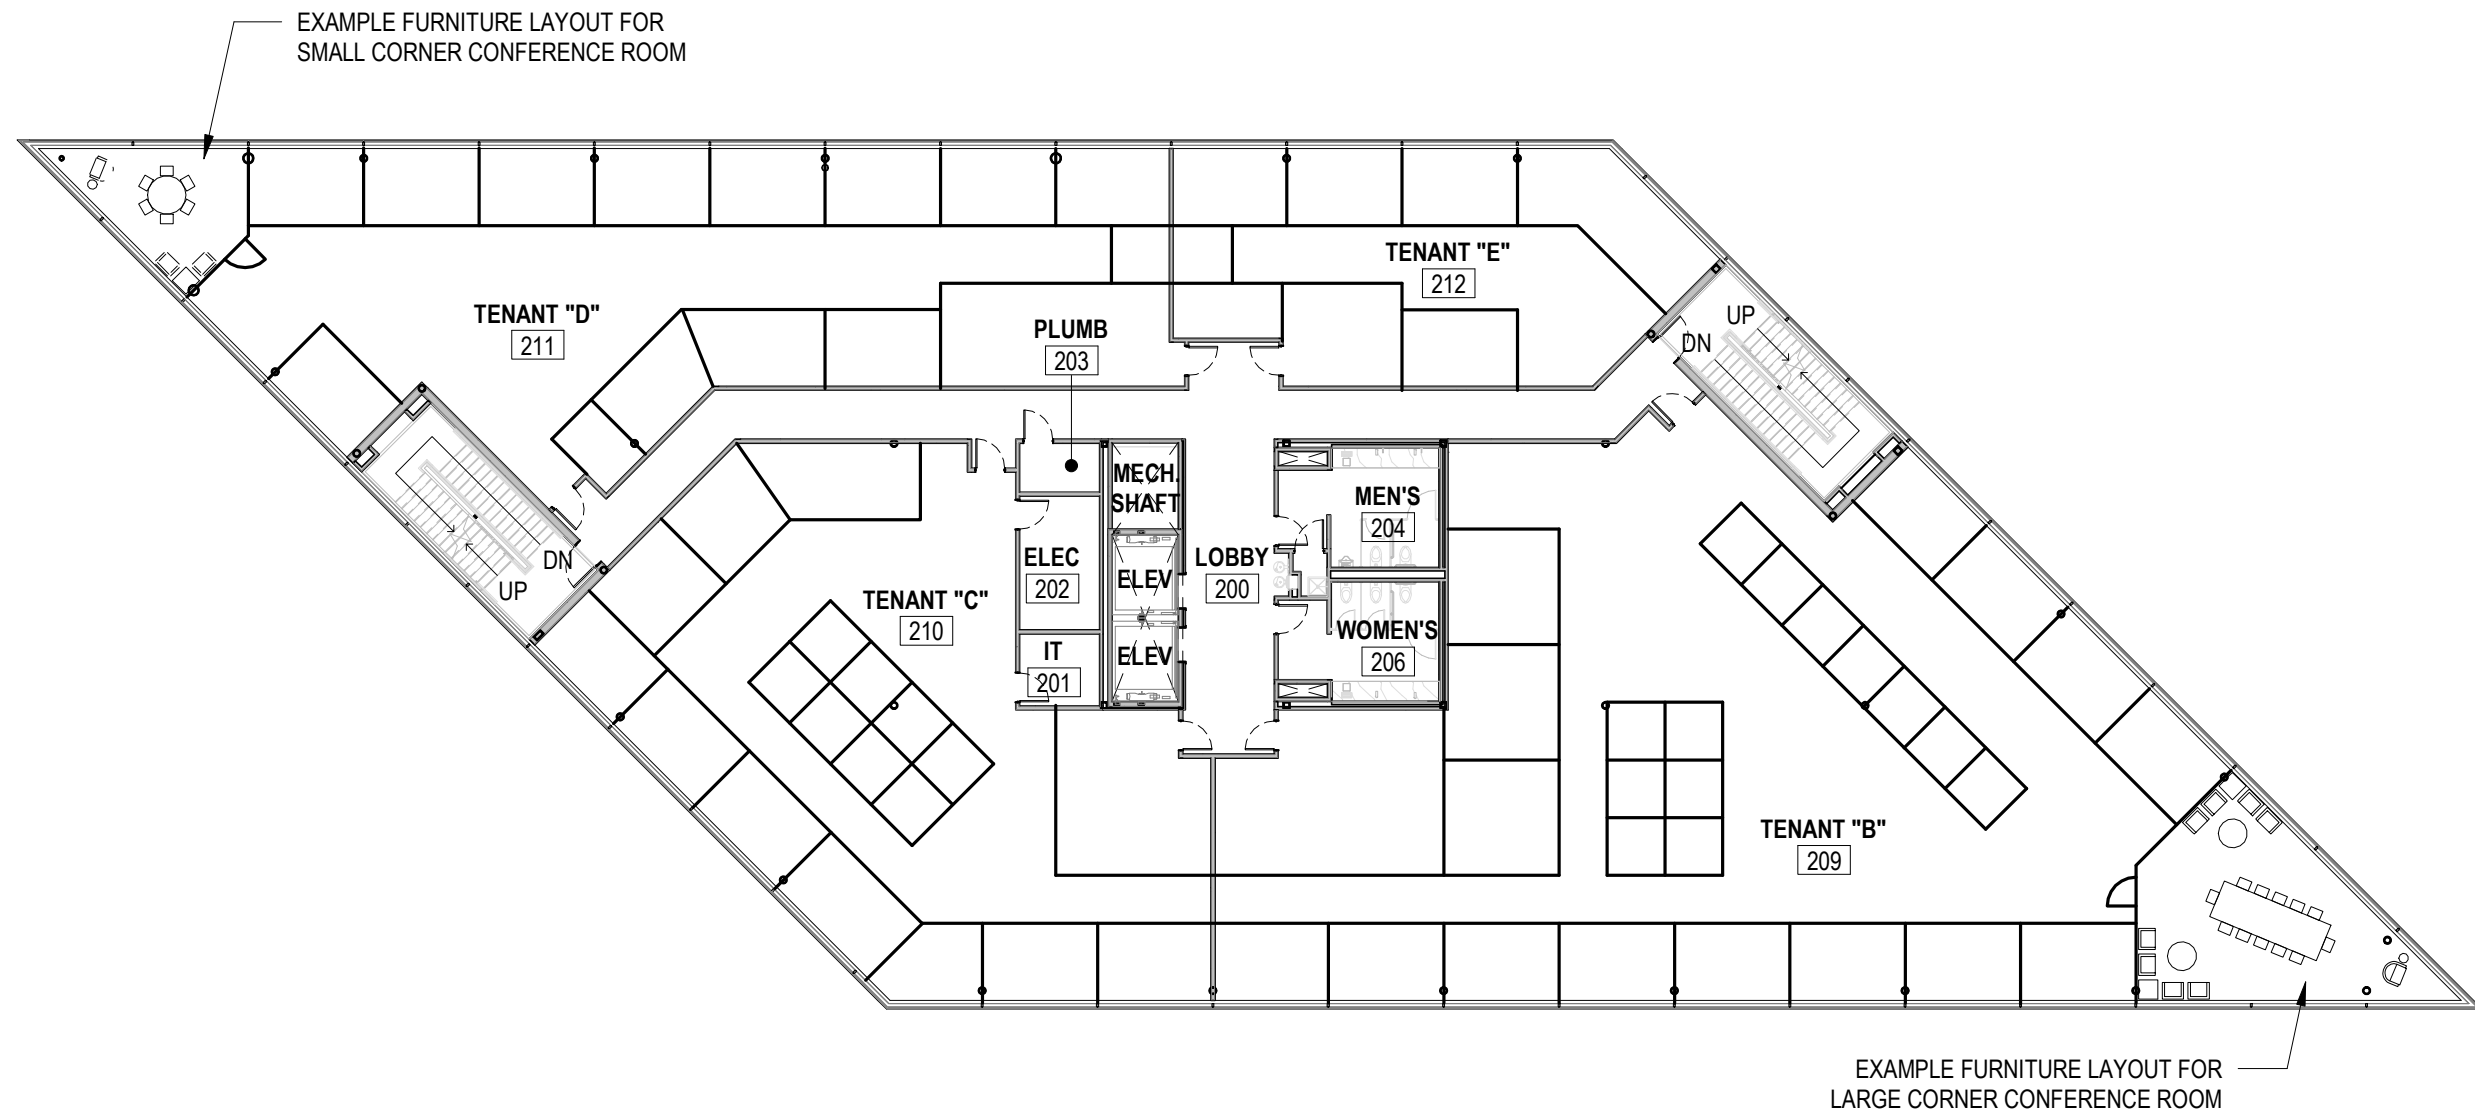 EXAMPLE FURNITURE LAYOUT FOR
SMALL CORNER CONFERENCE ROOM
TENANT "E"
212
TENANT "D"
211
PLUMB
203
UP
DN
MECH.
SHAFT
MEN'S
204
ELEC
202
ELEV
LOBBY
200
DN
UP
TENANT "C"
210
WOMEN'S
206
IT
201
ELEV
TENANT "B"
209
EXAMPLE FURNITURE LAYOUT FOR
LARGE CORNER CONFERENCE ROOM